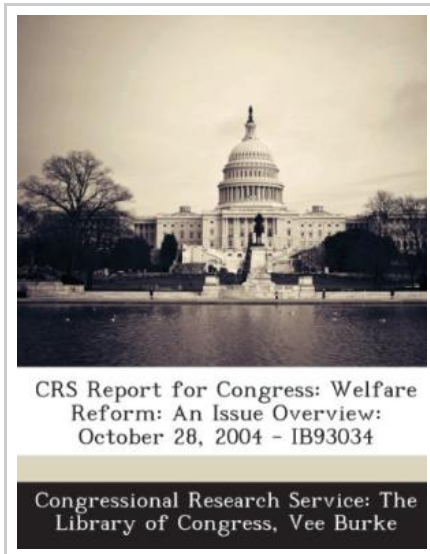 CRS Report for Congress: Welfare
Reform: An Issue Overview:
October 28, 2004 - IB93034
Congressional Research Service: The
Library of Congress, Vee Burke